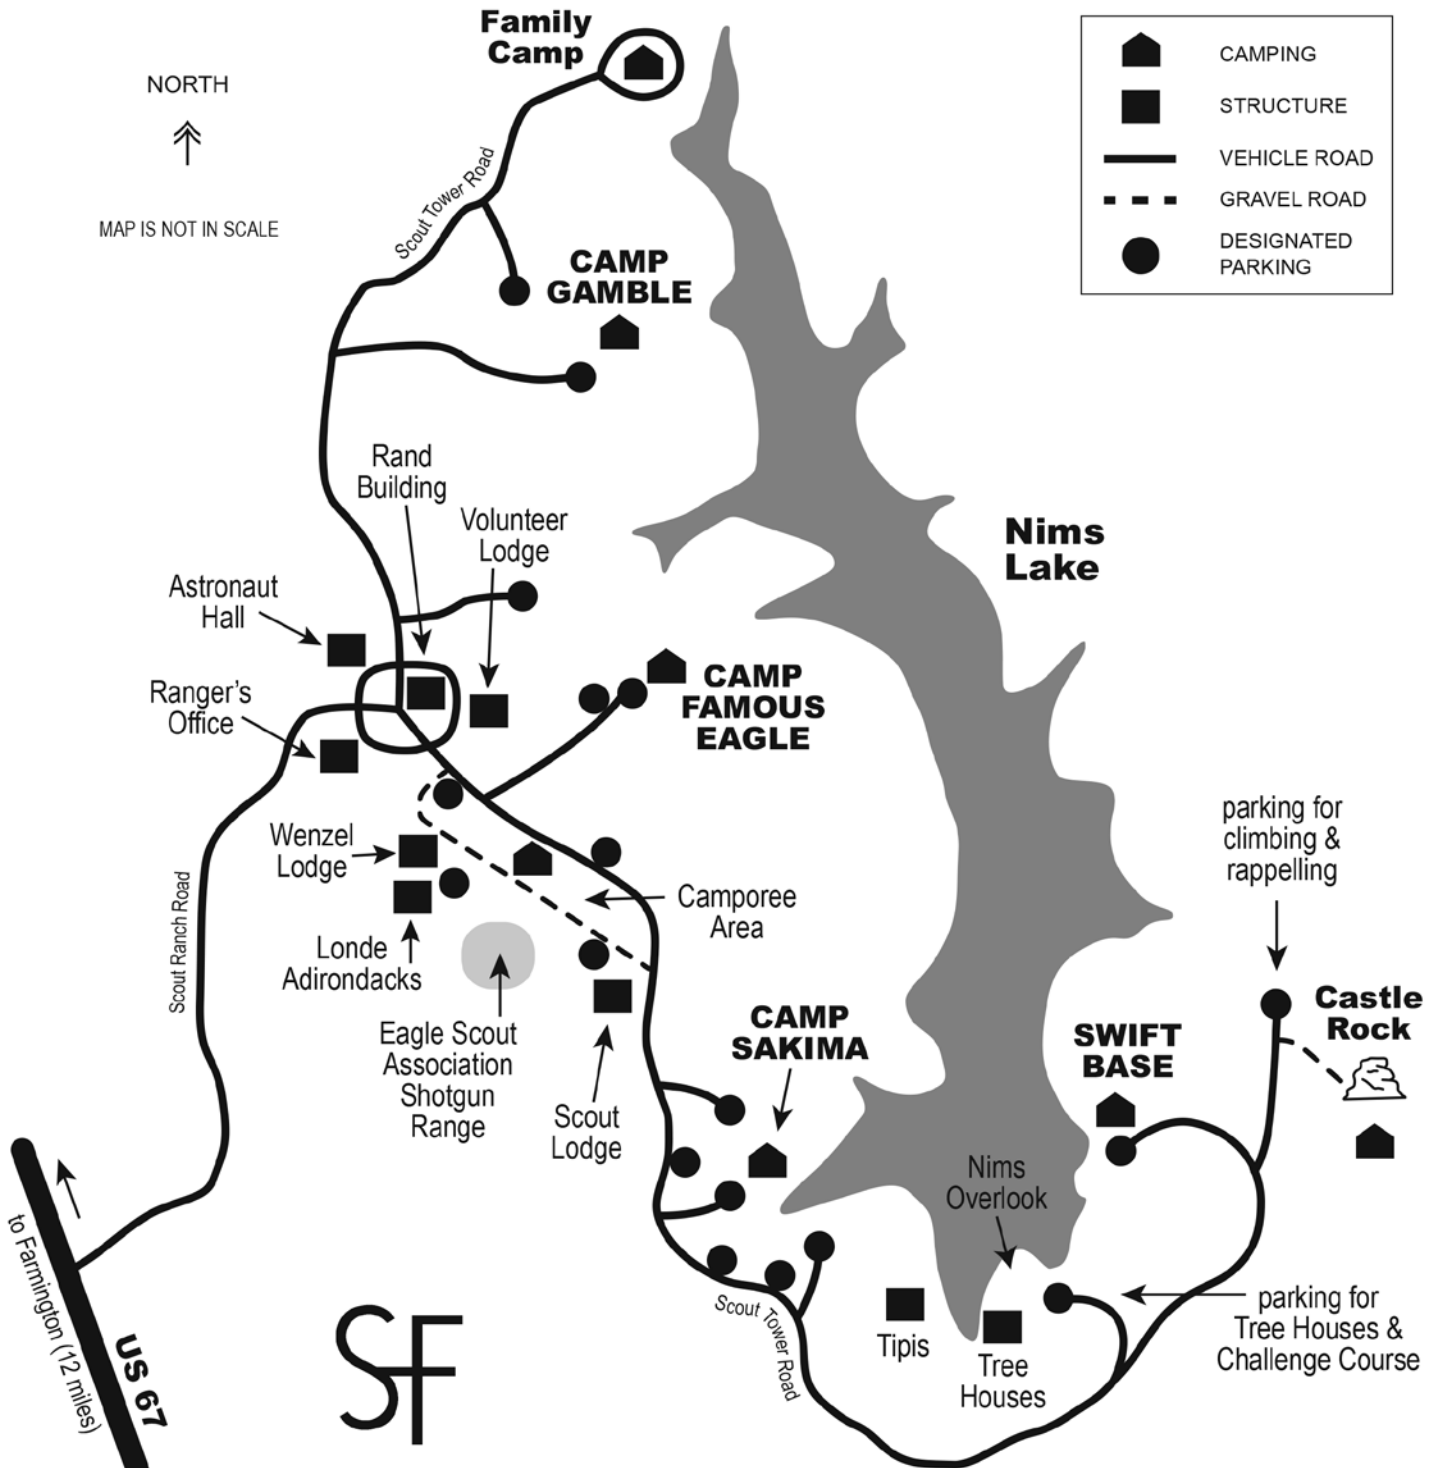 Family
Camp
NORTH
MAP IS NOT IN SCALE
CAMPING
STRUCTURE
VEHICLE ROAD
GRAVEL ROAD
DESIGNATED
PARKING
Scout Tower Road
CAMP
GAMBLE
Rand
Building
Volunteer
Lodge
Nims
Lake
Astronaut
Hall
Ranger's
Office
CAMP
FAMOUS
EAGLE
Wenzel
Lodge
Camporee
Area
parking for
climbing &
rappelling
Scout Ranch Road
Londe
Adirondacks
Eagle Scout
Association
Shotgun
Range
Scout
Lodge
CAMP
SAKIMA
SWIFT
BASE
Castle
Rock
Nims
Overlook
to Farmington (12 miles)
US 67
SF
Scout Tower Road
Tipis
Tree
Houses
parking for
Tree Houses &
Challenge Course